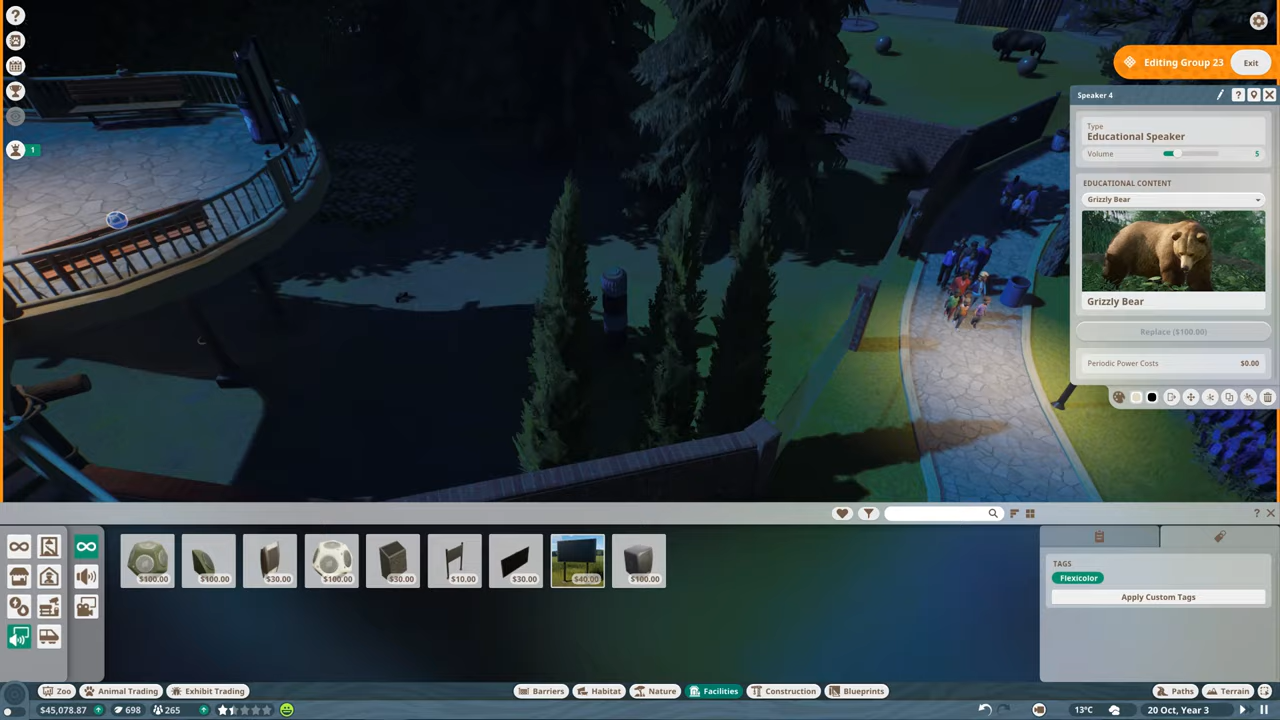 Editing Group 23
Exit
Speaker 4
?
Type
Educational Speaker
Volume
5
EDUCATIONAL CONTENT
Grizzly Bear
Grizzly Bear
Replace ($100.00)
Periodic Power Costs
$0.00
?
1
?
$100.00
$100.00
$30.00
$100.00
$30.00
$10.00
$30.00
$40.00
$100.00
TAGS
Flexicolor
Apply Custom Tags
Zoo
Animal Trading
Exhibit Trading
Barriers
Habitat
Nature
Facilities
Construction
Blueprints
Paths
Terrain
$45,078.87
698
265
13°C
20 Oct, Year 3